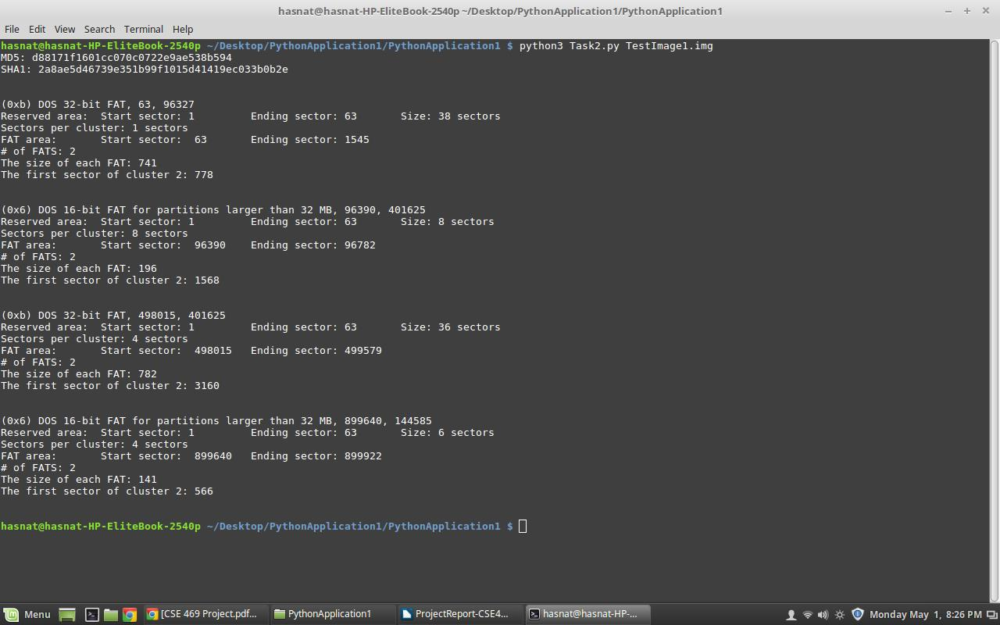 hasnat@hasnat-HP-EliteBook-2540p ~/Desktop/PythonApplication1/PythonApplication1
File Edit View Search Terminal Help
hasnat@hasnat-HP-EliteBook-2540p ~/Desktop/PythonApplication1/PythonApplication1 $ python3 Task2.py TestImage1.img
MD5: d88171f1601cc070c0722e9ae538b594
SHA1: 2a8ae5d46739e351b99f1015d41419ec033b0b2e
(0xb) DOS 32-bit FAT, 63, 96327
Reserved area: Start sector: 1 Ending sector: 63 Size: 38 sectors
Sectors per cluster: 1 sectors
FAT area: Start sector: 63 Ending sector: 1545
# of FATS: 2
The size of each FAT: 741
The first sector of cluster 2: 778
(0x6) DOS 16-bit FAT for partitions larger than 32 MB, 96390, 401625
Reserved area: Start sector: 1 Ending sector: 63 Size: 8 sectors
Sectors per cluster: 8 sectors
FAT area: Start sector: 96390 Ending sector: 96782
# of FATS: 2
The size of each FAT: 196
The first sector of cluster 2: 1568
(0xb) DOS 32-bit FAT, 498015, 401625
Reserved area: Start sector: 1 Ending sector: 63 Size: 36 sectors
Sectors per cluster: 4 sectors
FAT area: Start sector: 498015 Ending sector: 499579
# of FATS: 2
The size of each FAT: 782
The first sector of cluster 2: 3160
(0x6) DOS 16-bit FAT for partitions larger than 32 MB, 899640, 144585
Reserved area: Start sector: 1 Ending sector: 63 Size: 6 sectors
Sectors per cluster: 4 sectors
FAT area: Start sector: 899640 Ending sector: 899922
# of FATS: 2
The size of each FAT: 141
The first sector of cluster 2: 566
hasnat@hasnat-HP-EliteBook-2540p ~/Desktop/PythonApplication1/PythonApplication1 $
Menu [CSE 469 Project.pdf... PythonApplication1 ProjectReport-CSE4... hasnat@hasnat-HP-... Monday May 1, 8:26 PM